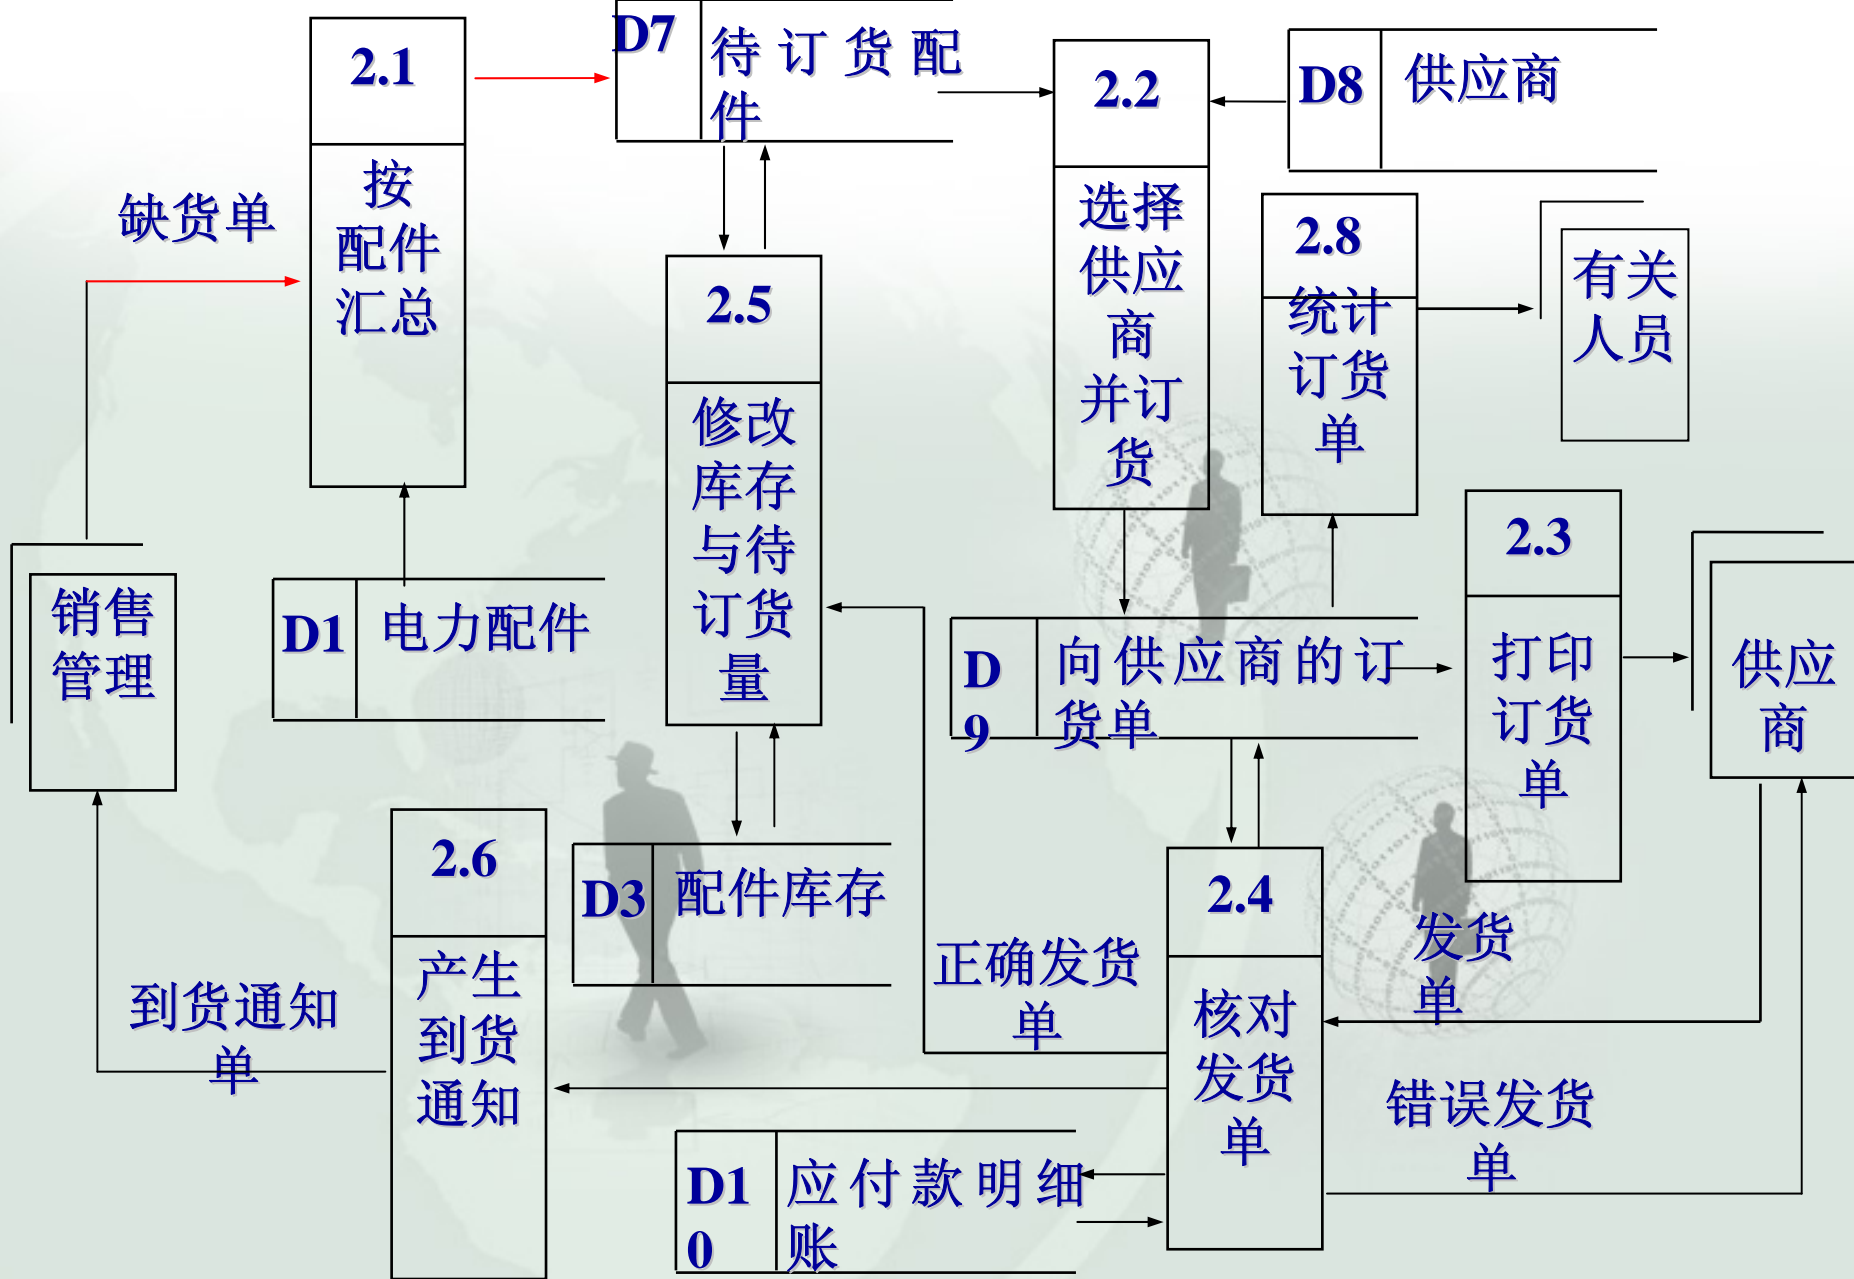 2.1
按
配件
汇总
D7
待订货配
件
2.2
选择
供应
商
并订
货
D8
供应商
缺货单
2.5
修改
库存
与待
订货
量
2.8
统计
订货
单
有关
人员
2.3
打印
订货
单
销售
管理
D1
电力配件
D
9
向供应商的订
货单
供应
商
2.6
产生
到货
通知
D3
配件库存
2.4
核对
发货
单
正确发货
单
发货
单
到货通知
单
错误发货
单
D1
0
应付款明细
账